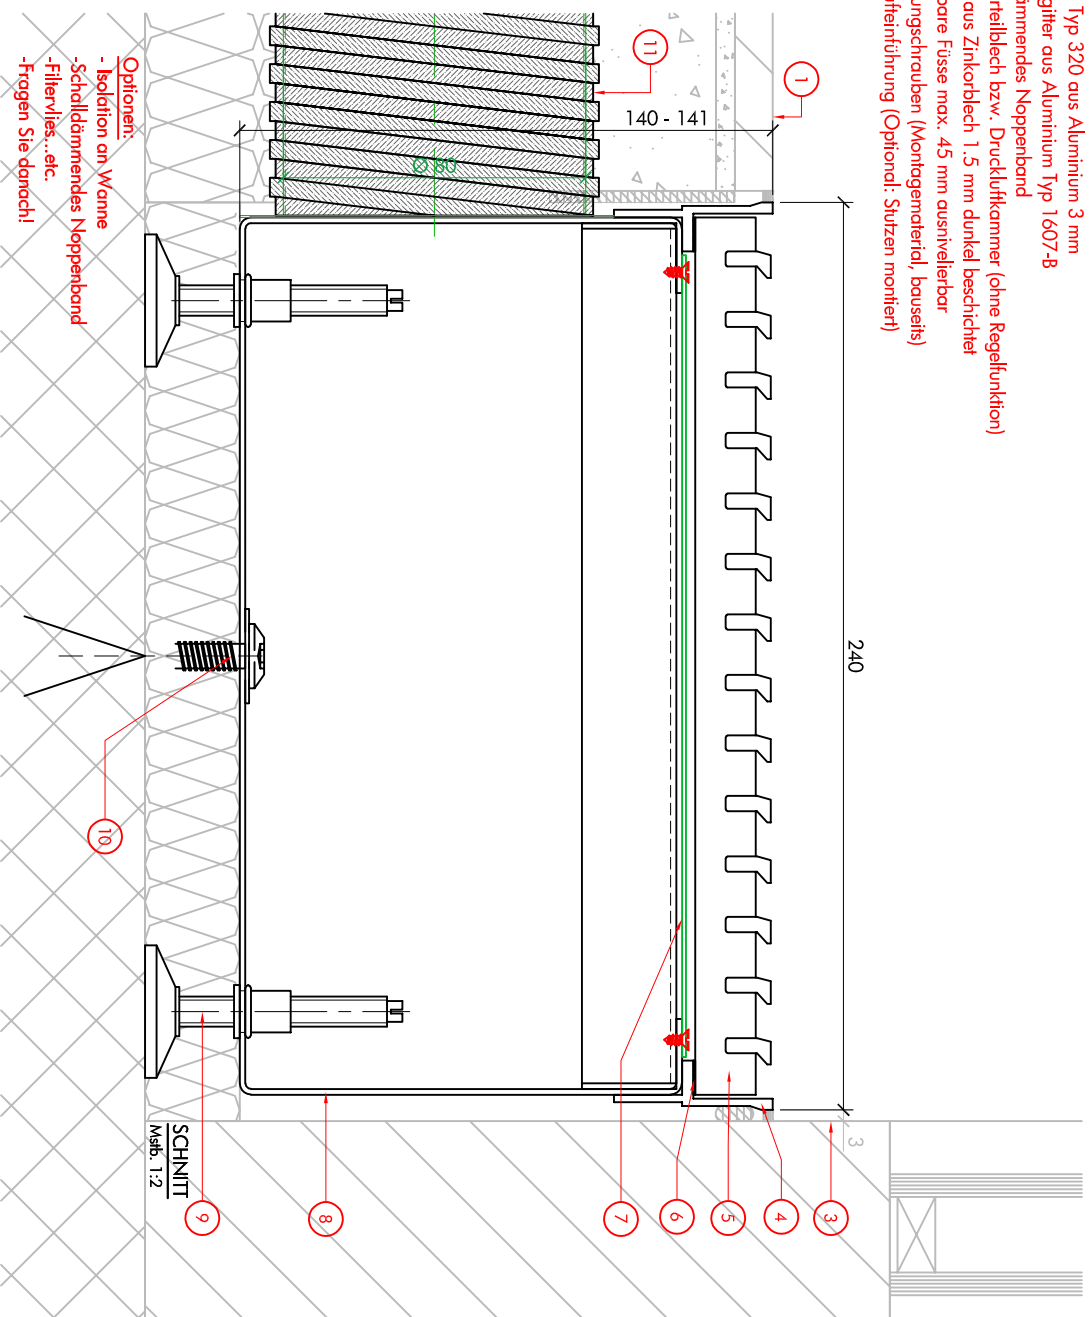 Typ 320 aus Aluminium 3 mm
gitter aus Aluminium Typ 1607-B
ämmendes Noppenband
rteilblech bzw. Druckluftkammer (ohne Regelfunktion)
aus Zinkorblech 1.5 mm dunkel beschichtet
bare Füsse max. 45 mm ausnivelierbar
ungschrauben (Montagematerial, bauseits)
fteinführung (Optional: Stutzen montiert)
1
11
140 - 141
Ø 80
240
3
3
4
5
6
7
8
9
10
SCHNITT
Mstb. 1:2
Optionen:
- Isolation an Wanne
-Schalldämmendes Noppenband
-Filtervlies...etc.
-Fragen Sie danach!